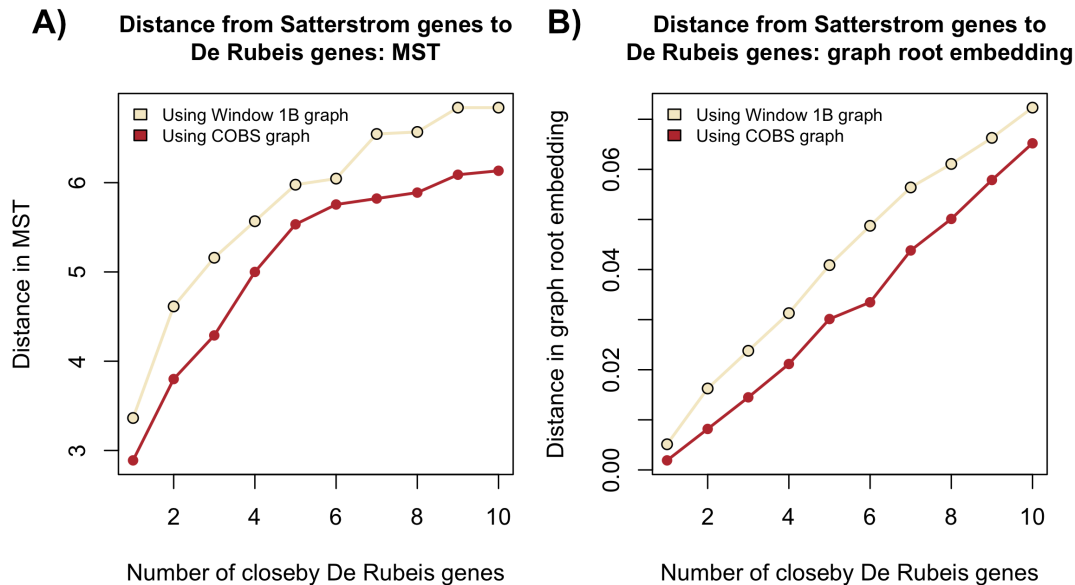 A)
Distance from Satterstrom genes to
De Rubeis genes: MST
Using Window 1B graph
Using COBS graph
Distance in MST
6
5
4
3
2
4
6
8
10
Number of closeby De Rubeis genes
B)
Distance from Satterstrom genes to
De Rubeis genes: graph root embedding
Using Window 1B graph
Using COBS graph
Distance in graph root embedding
0.06
0.04
0.02
0.00
2
4
6
8
10
Number of closeby De Rubeis genes